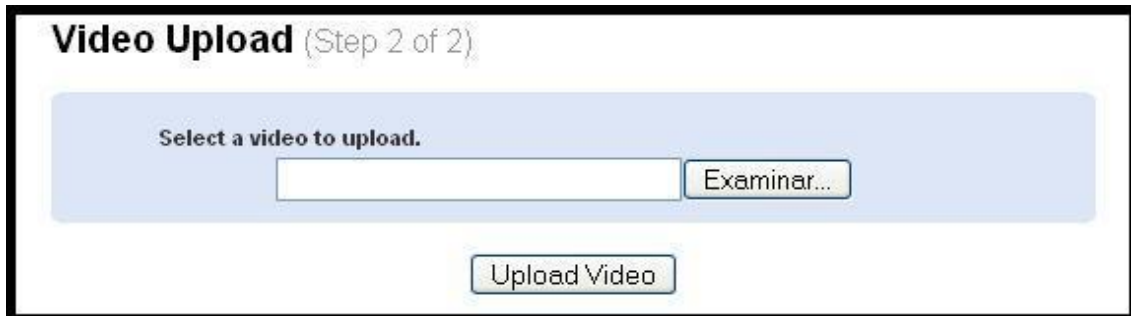 Video Upload (Step 2 of 2)
Select a video to upload.
Examinar...
Upload Video